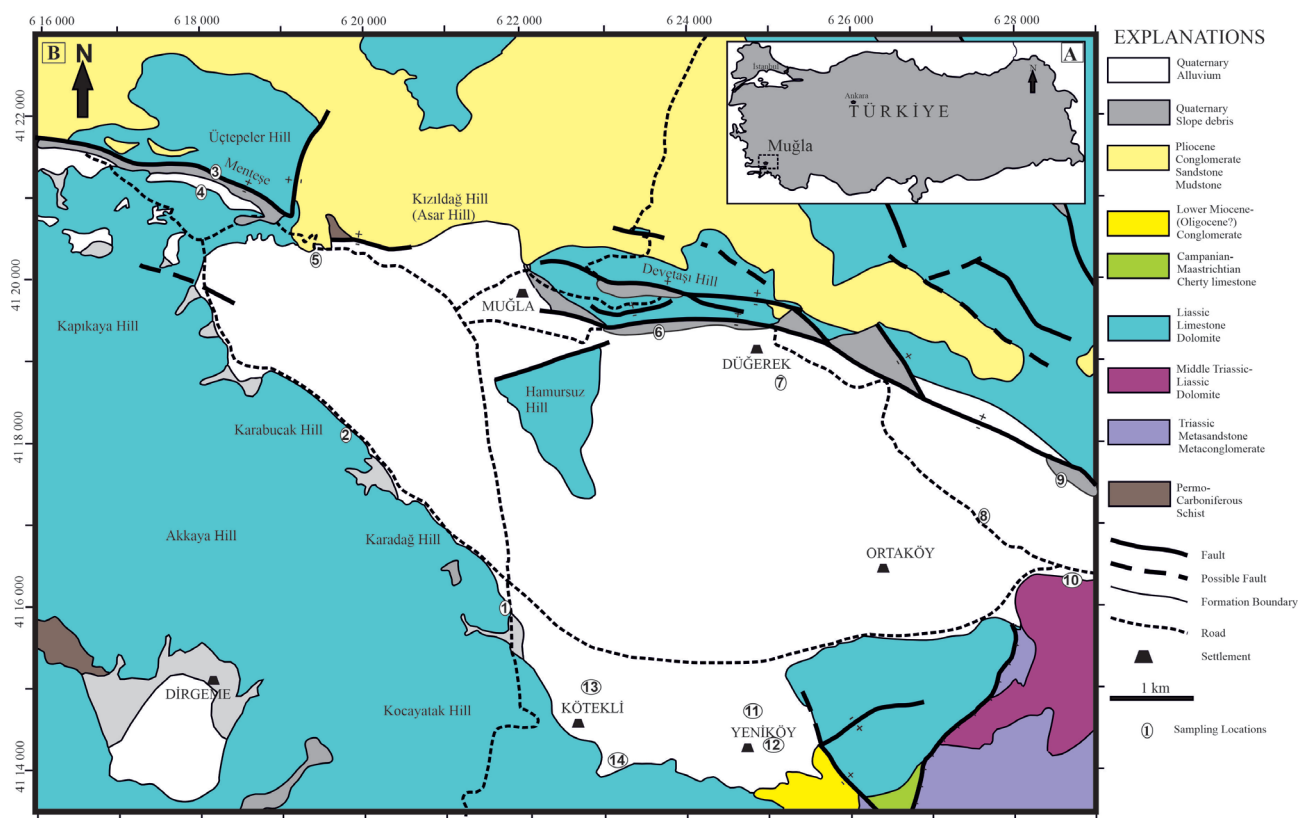 6 16 000
6 18 000
6 20 000
6 22 000
6 24 000
6 26 000
6 28 000
41 22 000
41 20 000
41 18 000
41 16 000
41 14 000
B
N
A
İstanbul
Ankara
TÜRKİYE
Muğla
N
Üçtepeler Hill
Menteşe
3
4
5
Kızıldağ Hill
(Asar Hill)
Devetaşı Hill
MUĞLA
6
DÜĞEREK
7
Kapıkaya Hill
Hamursuz
Hill
Karabucak Hill
2
9
8
Akkaya Hill
Karadağ Hill
ORTAKÖY
10
1
DİRGEME
13
KÖTEKLİ
Kocayatak Hill
11
YENİKÖY
12
14
EXPLANATIONS
Quaternary
Alluvium
Quaternary
Slope debris
Pliocene
Conglomerate
Sandstone
Mudstone
Lower Miocene-
(Oligocene?)
Conglomerate
Campanian-
Maastrichtian
Cherty limestone
Liassic
Limestone
Dolomite
Middle Triassic-
Liassic
Dolomite
Triassic
Metasandstone
Metaconglomerate
Permo-
Carboniferous
Schist
Fault
Possible Fault
Formation Boundary
Road
Settlement
1 km
1 Sampling Locations